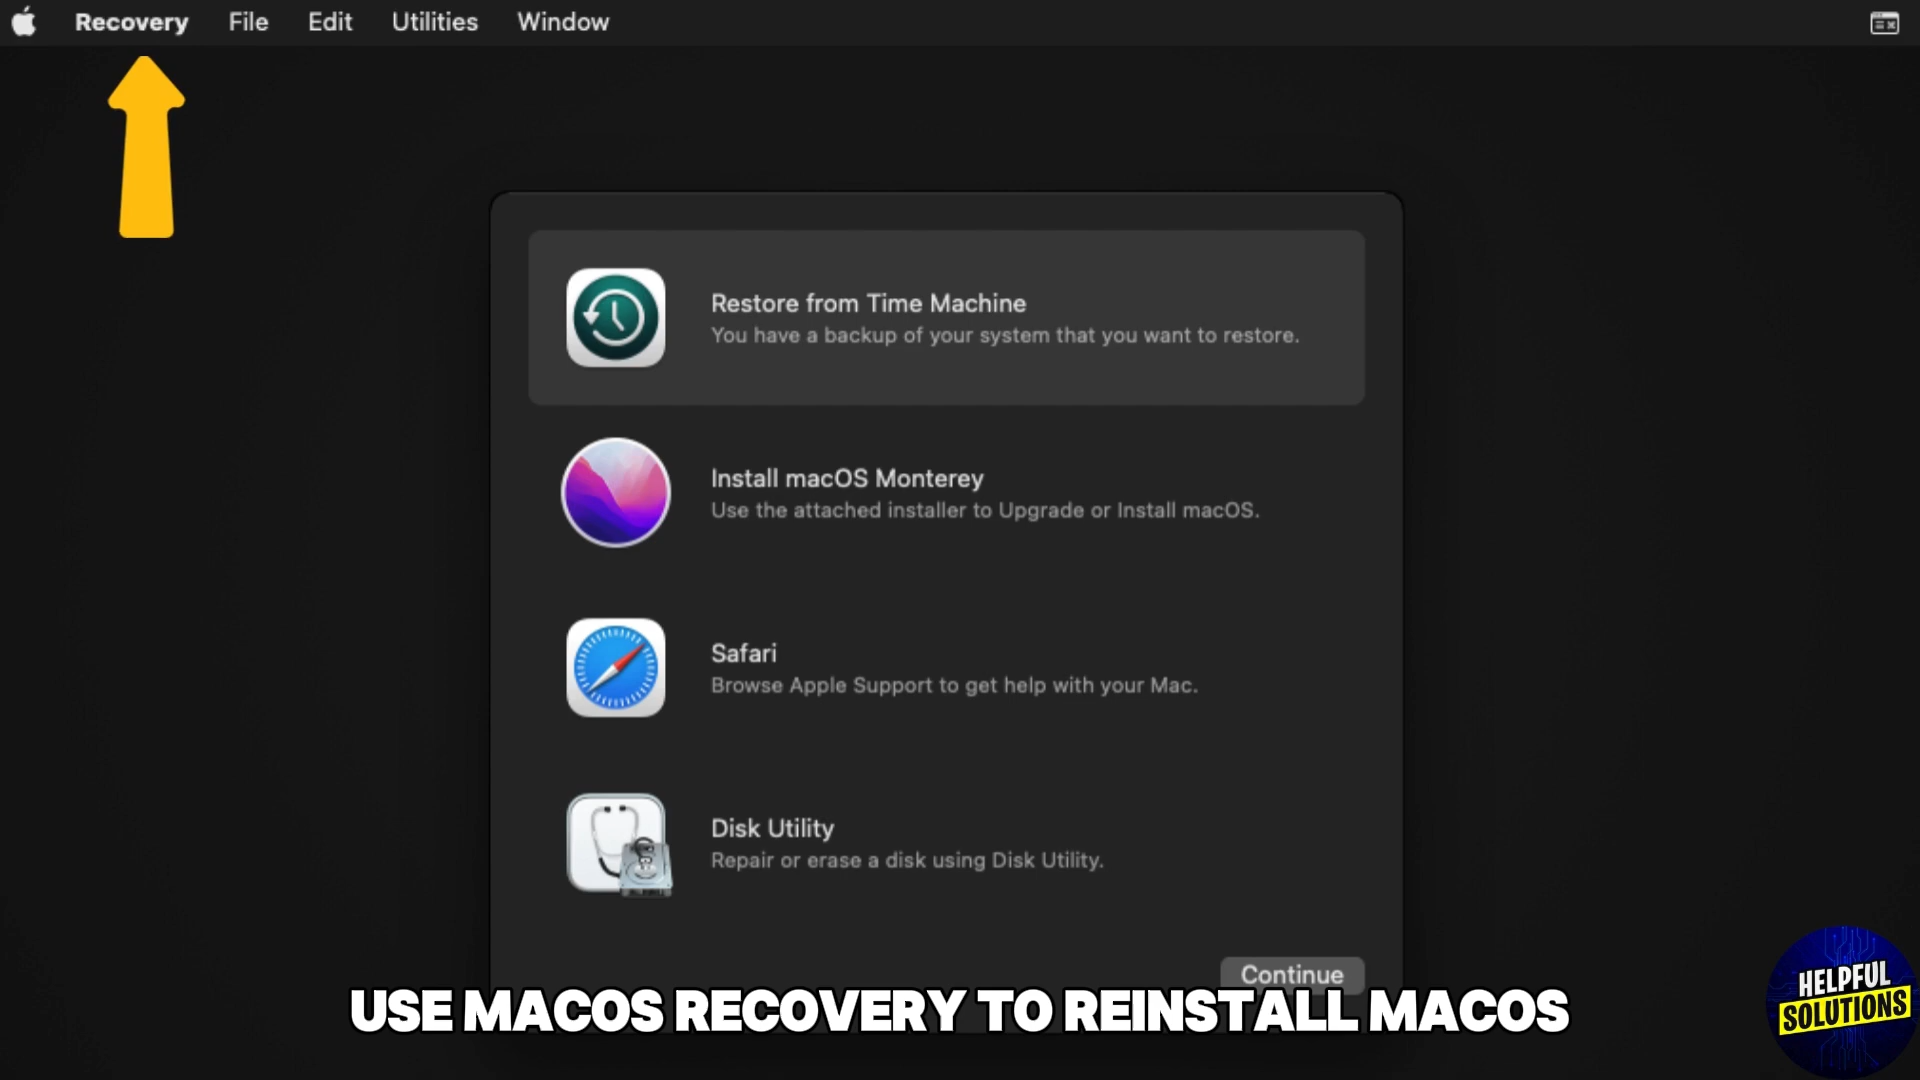 Recovery File Edit Utilities Window
Restore from Time Machine
You have a backup of your system that you want to restore.
Install macOS Monterey
Use the attached installer to Upgrade or Install macOS.
Safari
Browse Apple Support to get help with your Mac.
Disk Utility
Repair or erase a disk using Disk Utility.
Continue
USE MACOS RECOVERY TO REINSTALL MACOS
HELPFUL
SOLUTIONS